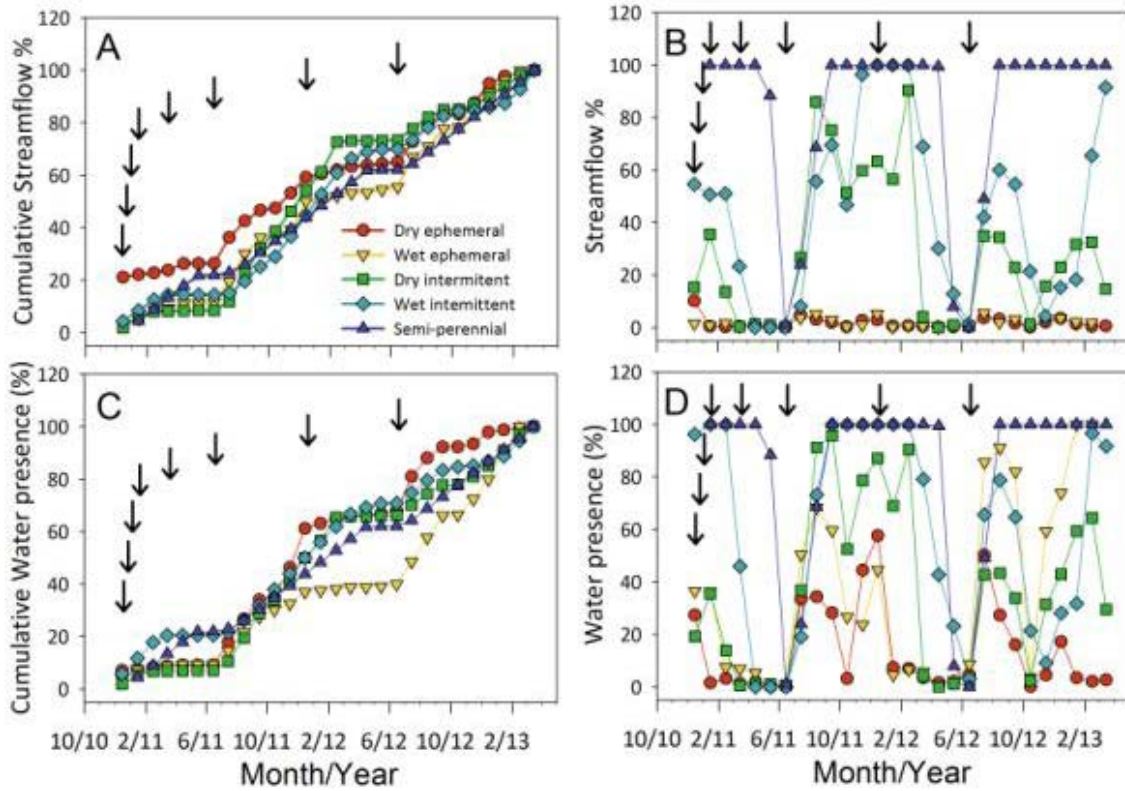 A
Cumulative Streamflow %
120
100
80
60
40
20
0
Dry ephemeral
Wet ephemeral
Dry intermitent
Wet intemittent
Semi-perennial
B
Streamflow %
120
100
80
60
40
20
0
C
Cumulative Water presence (%)
120
100
80
60
40
20
0
10/10 2/11 6/11 10/11 2/12 6/12 10/12 2/13
Month/Year
D
Water presence (%)
120
100
80
60
40
20
0
10/10 2/11 6/11 10/11 2/12 6/12 10/12 2/13
Month/Year